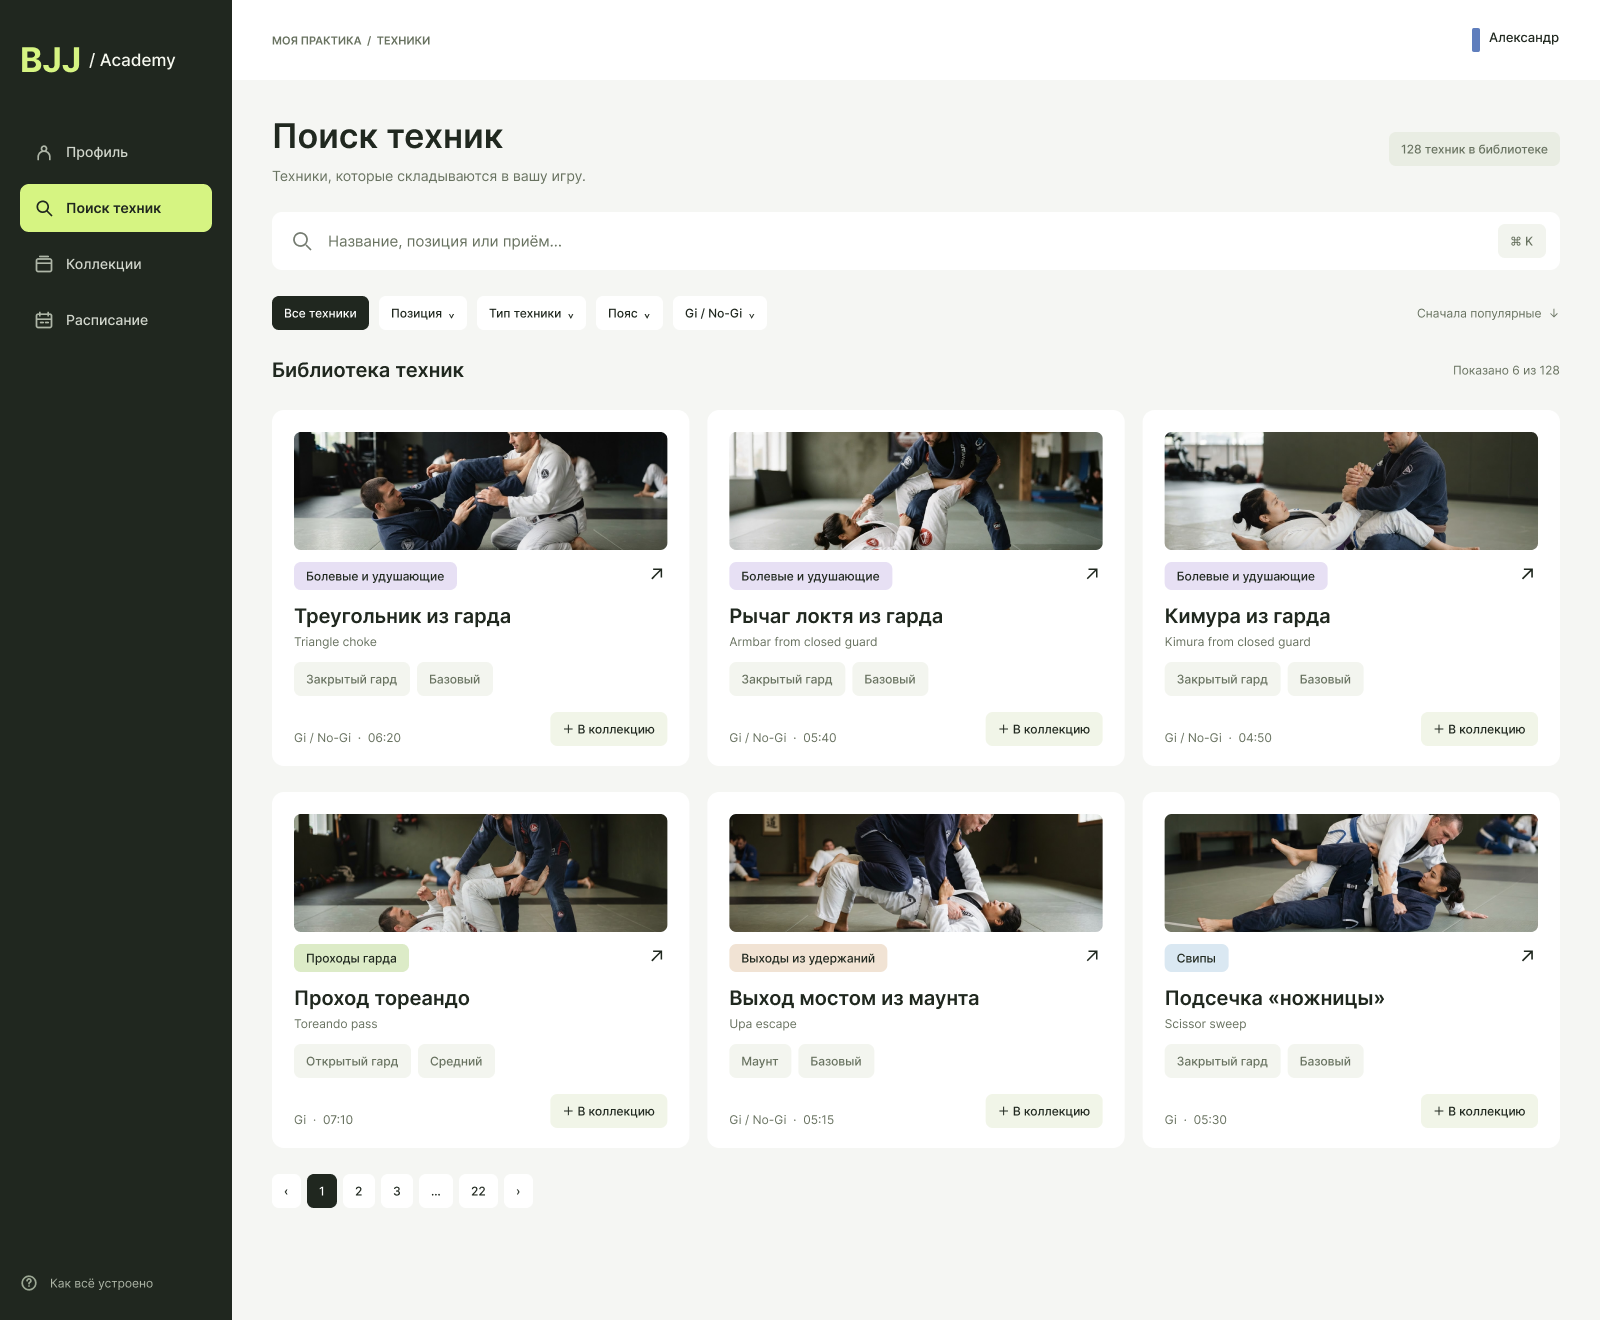 BJJ / Academy
Профиль
Поиск техник
Коллекции
Расписание
Как всё устроено
МОЯ ПРАКТИКА / ТЕХНИКИ
Александр
Поиск техник
Техники, которые складываются в вашу игру.
128 техник в библиотеке
Название, позиция или приём...
⌘ K
Все техники
Позиция
Тип техники
Пояс
Gi / No-Gi
Сначала популярные ↓
Библиотека техник
Показано 6 из 128
Болевые и удушающие
Треугольник из гарда
Triangle choke
Закрытый гард
Базовый
Gi / No-Gi · 06:20
+ В коллекцию
Болевые и удушающие
Рычаг локтя из гарда
Armbar from closed guard
Закрытый гард
Базовый
Gi / No-Gi · 05:40
+ В коллекцию
Болевые и удушающие
Кимура из гарда
Kimura from closed guard
Закрытый гард
Базовый
Gi / No-Gi · 04:50
+ В коллекцию
Проходы гарда
Проход тореандо
Toreando pass
Открытый гард
Средний
Gi · 07:10
+ В коллекцию
Выходы из удержаний
Выход мостом из маунта
Upa escape
Маунт
Базовый
Gi / No-Gi · 05:15
+ В коллекцию
Свипы
Подсечка «ножницы»
Scissor sweep
Закрытый гард
Базовый
Gi · 05:30
+ В коллекцию
‹ 1 2 3 ... 22 ›